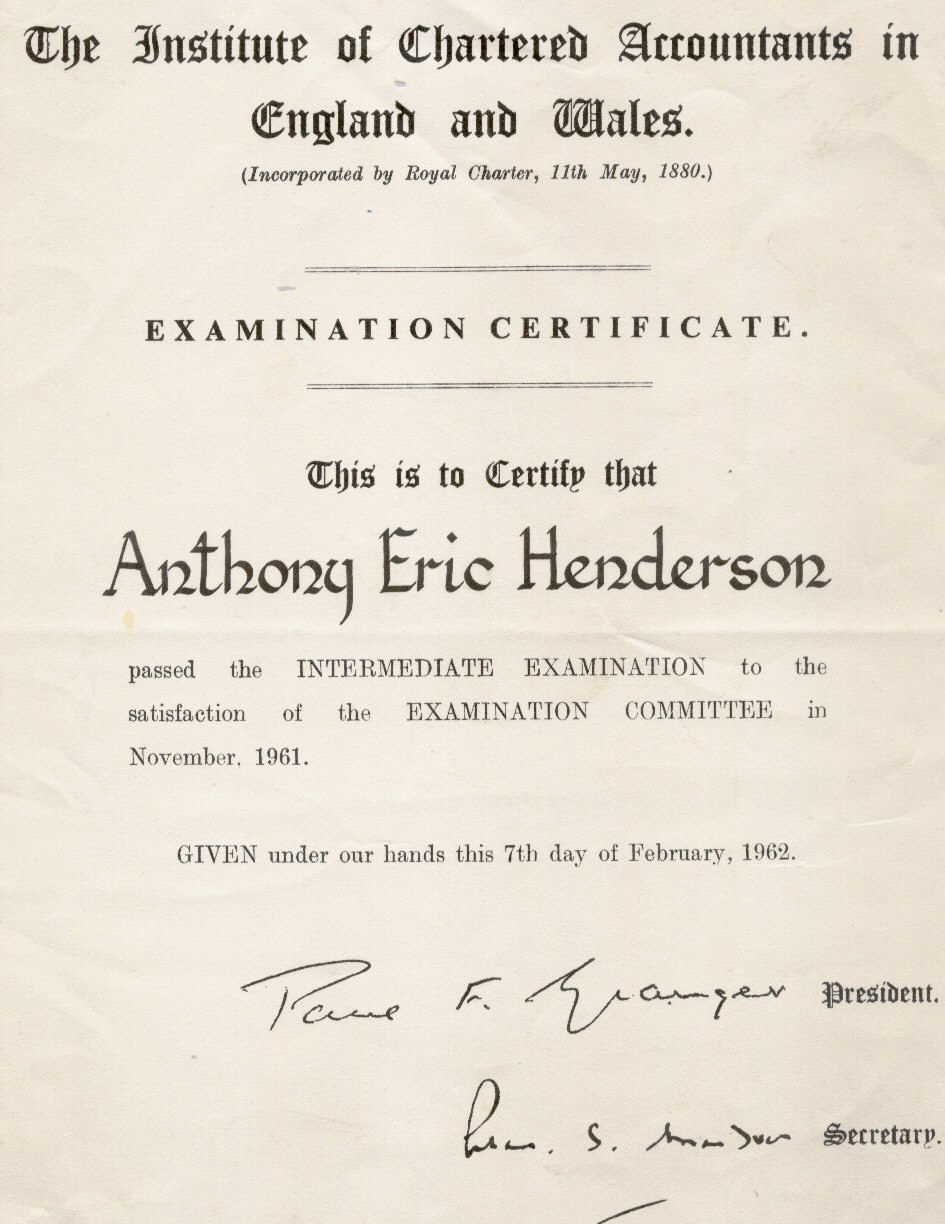 The Institute of Chartered Accountants in
England and Wales.
(Incorporated by Royal Charter, 11th May, 1880.)
EXAMINATION CERTIFICATE.
This is to Certify that
Anthony Eric Henderson
passed the INTERMEDIATE EXAMINATION to the
satisfaction of the EXAMINATION COMMITTEE in
November, 1961.
GIVEN under our hands this 7th day of February, 1962.
F. Granger President.
S. Secretary.